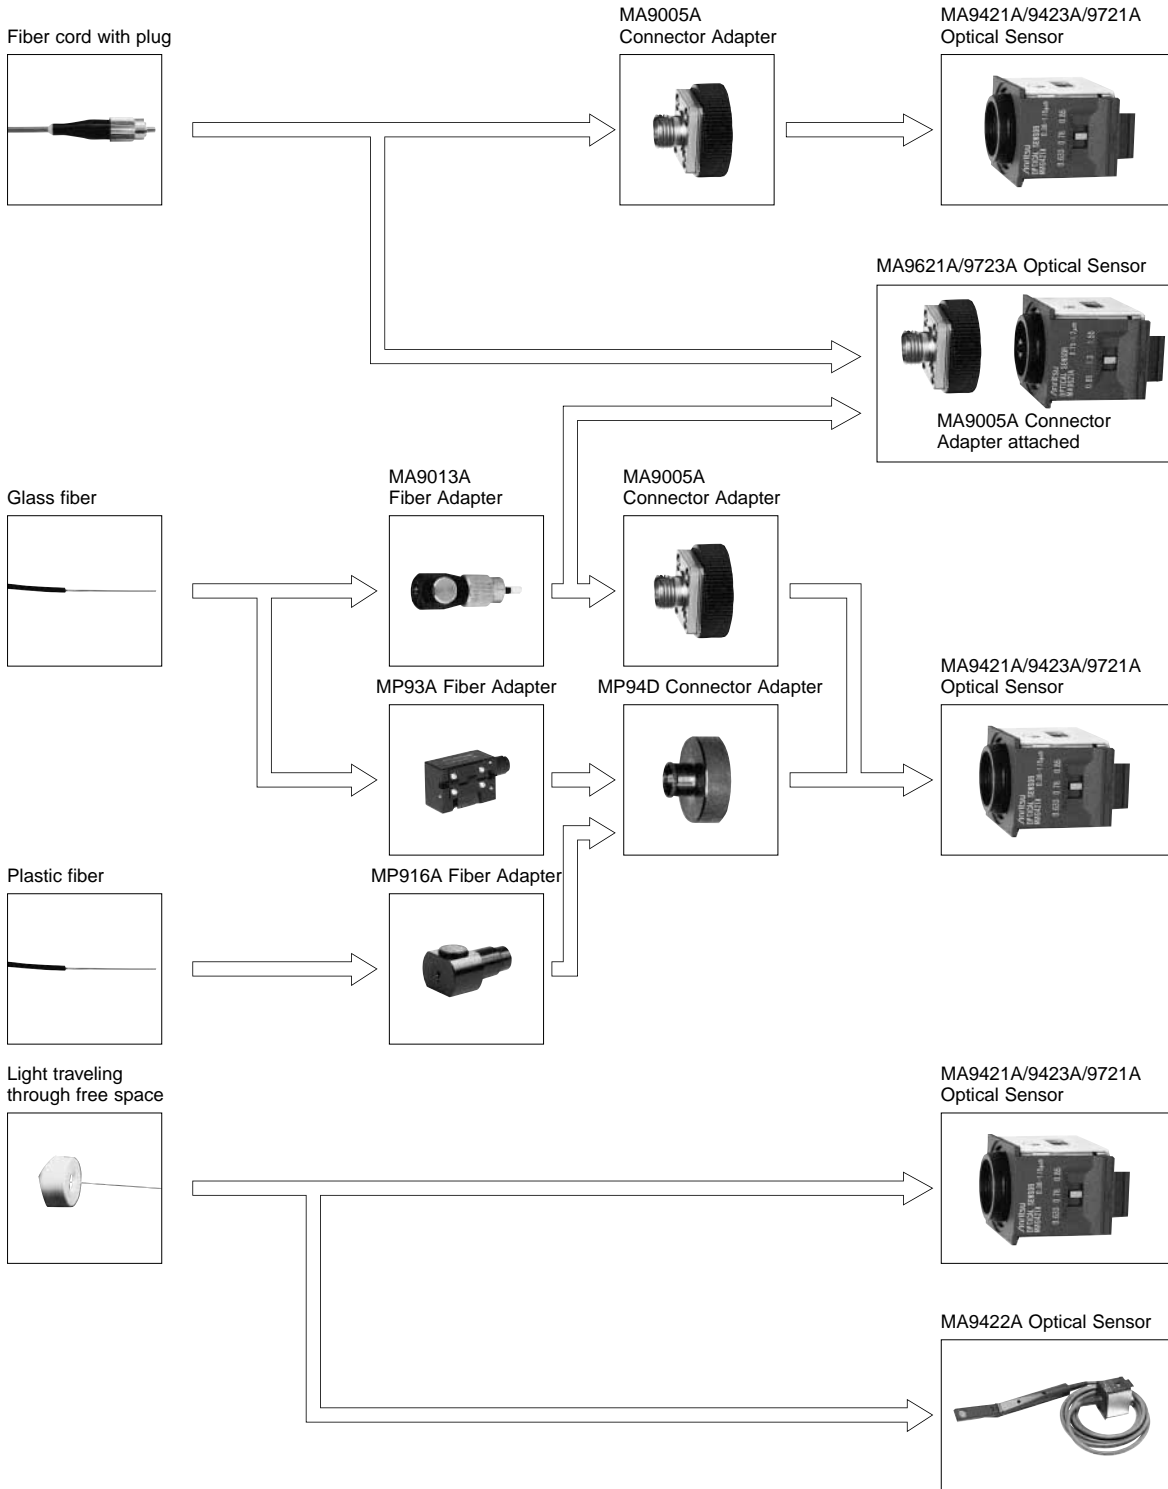 MA9005A
Connector Adapter
MA9421A/9423A/9721A
Optical Sensor
Fiber cord with plug
MA9621A/9723A Optical Sensor
MA9005A Connector
Adapter attached
MA9013A
Fiber Adapter
MA9005A
Connector Adapter
Glass fiber
MA9421A/9423A/9721A
Optical Sensor
MP93A Fiber Adapter
MP94D Connector Adapter
Plastic fiber
MP916A Fiber Adapter
Light traveling
through free space
MA9421A/9423A/9721A
Optical Sensor
MA9422A Optical Sensor